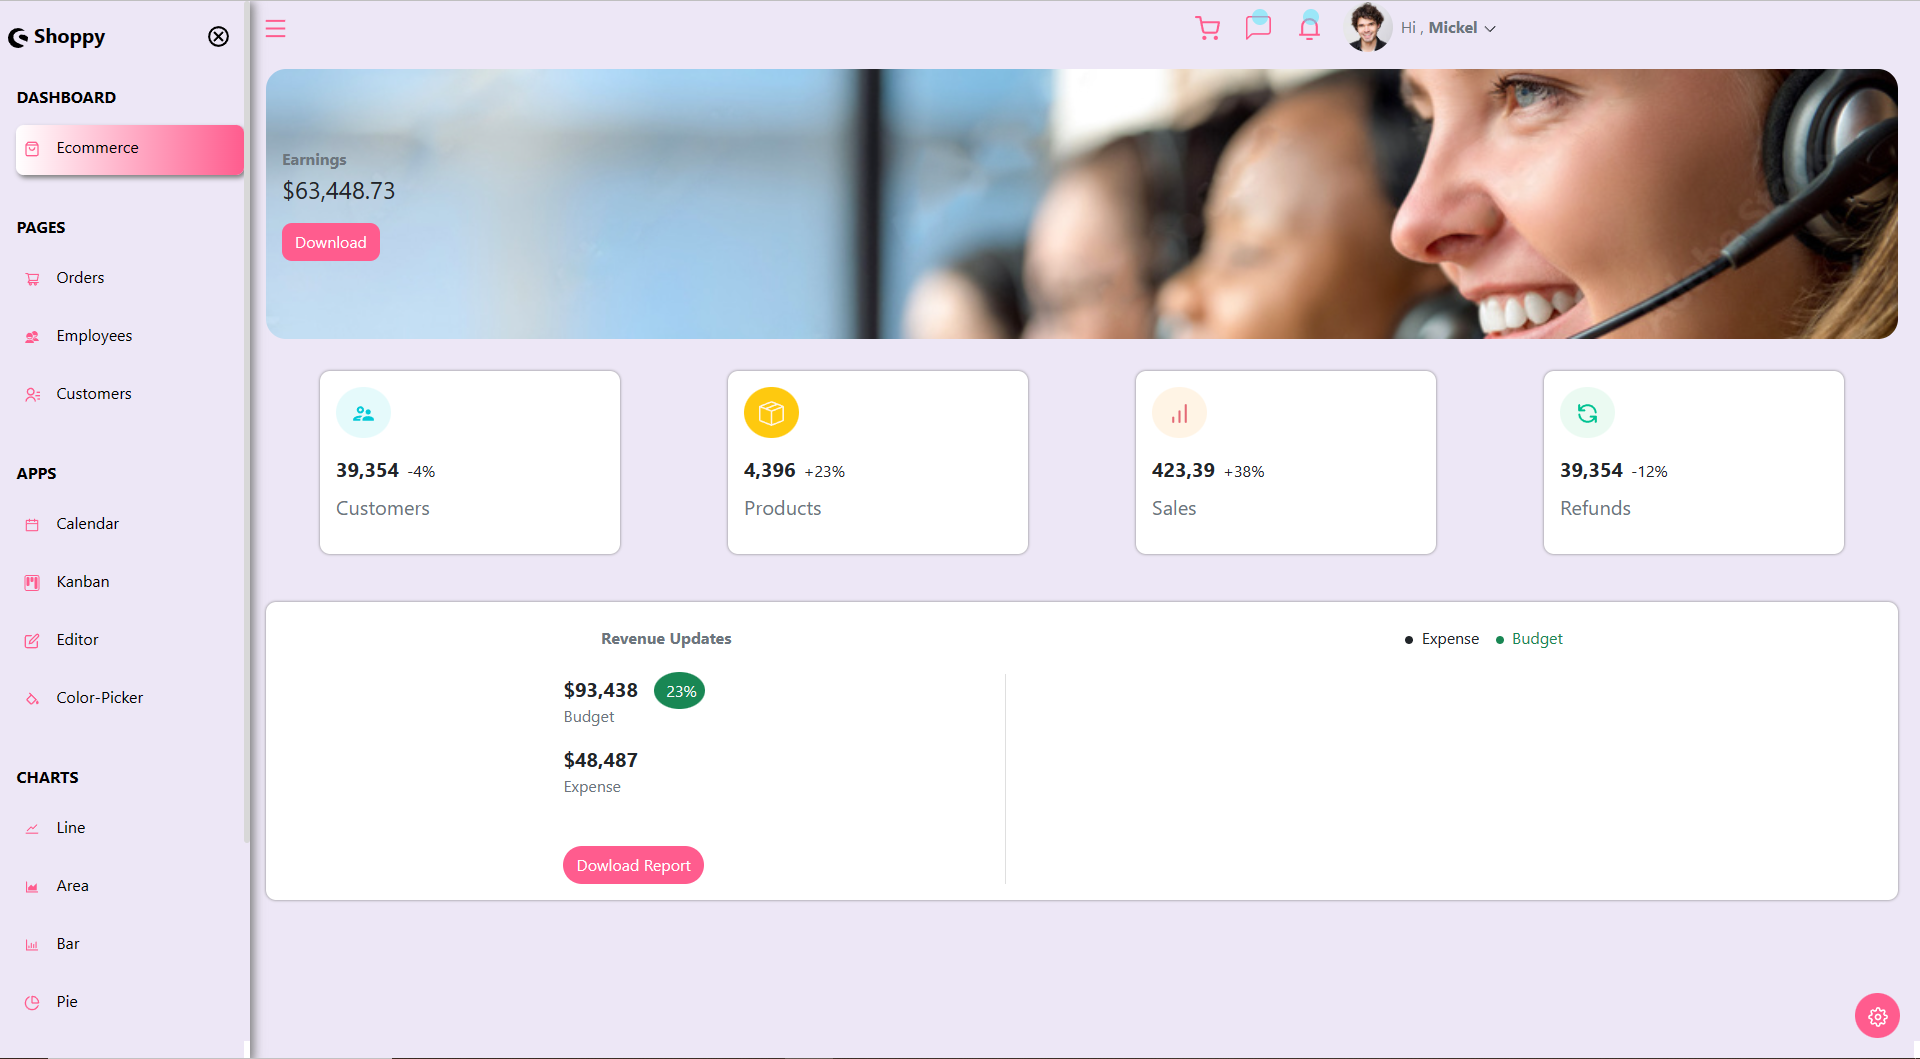 Shoppy
DASHBOARD
Ecommerce
PAGES
Orders
Employees
Customers
APPS
Calendar
Kanban
Editor
Color-Picker
CHARTS
Line
Area
Bar
Pie
Hi , Mickel
Earnings
$63,448.73
Download
39,354 -4%
Customers
4,396 +23%
Products
423,39 +38%
Sales
39,354 -12%
Refunds
Revenue Updates
Expense Budget
$93,438 23%
Budget
$48,487
Expense
Dowload Report